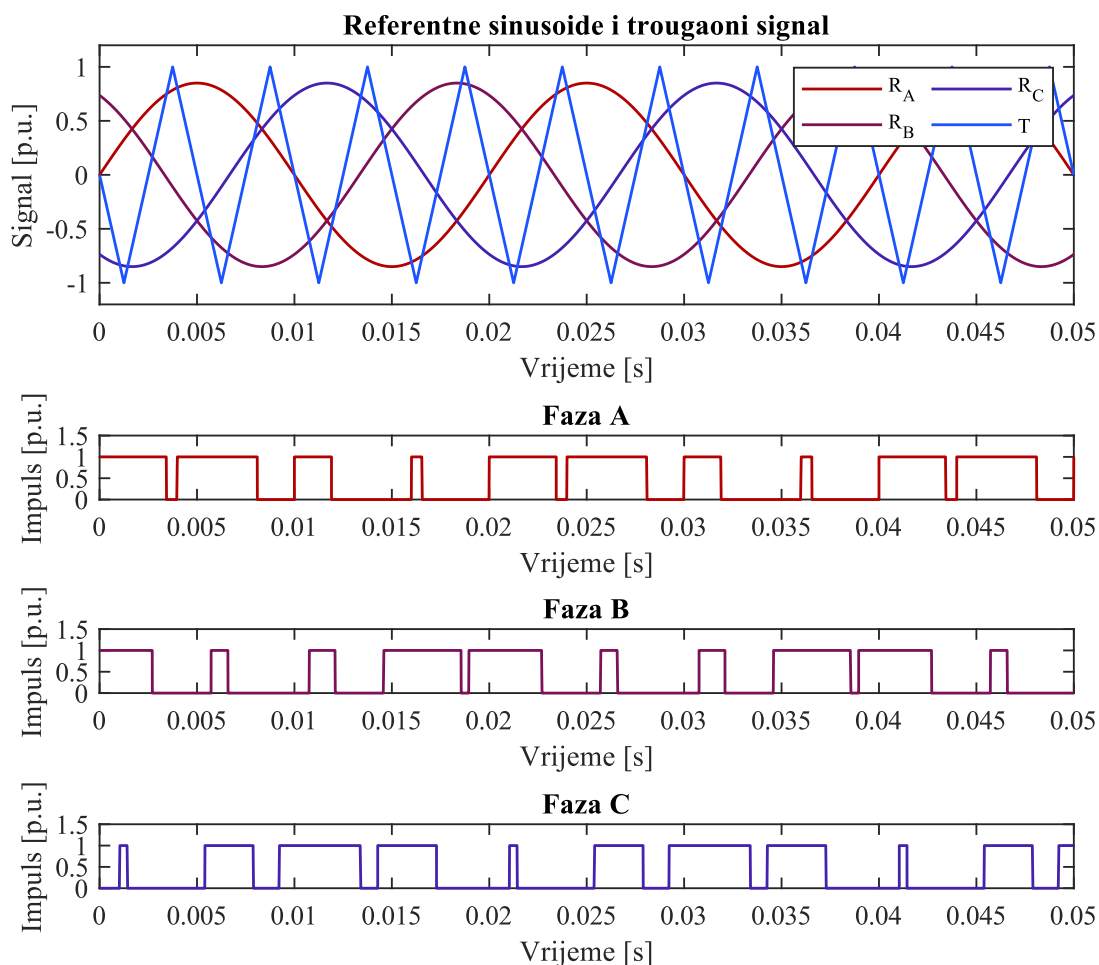 Referentne sinusoide i trougaoni signal
Signal [p.u.]
1
0.5
0
-0.5
-1
R_A R_C
R_B T
0 0.005 0.01 0.015 0.02 0.025 0.03 0.035 0.04 0.045 0.05
Vrijeme [s]
Faza A
Impuls [p.u.]
1.5
1
0.5
0
0 0.005 0.01 0.015 0.02 0.025 0.03 0.035 0.04 0.045 0.05
Vrijeme [s]
Faza B
Impuls [p.u.]
1.5
1
0.5
0
0 0.005 0.01 0.015 0.02 0.025 0.03 0.035 0.04 0.045 0.05
Vrijeme [s]
Faza C
Impuls [p.u.]
1.5
1
0.5
0
0 0.005 0.01 0.015 0.02 0.025 0.03 0.035 0.04 0.045 0.05
Vrijeme [s]